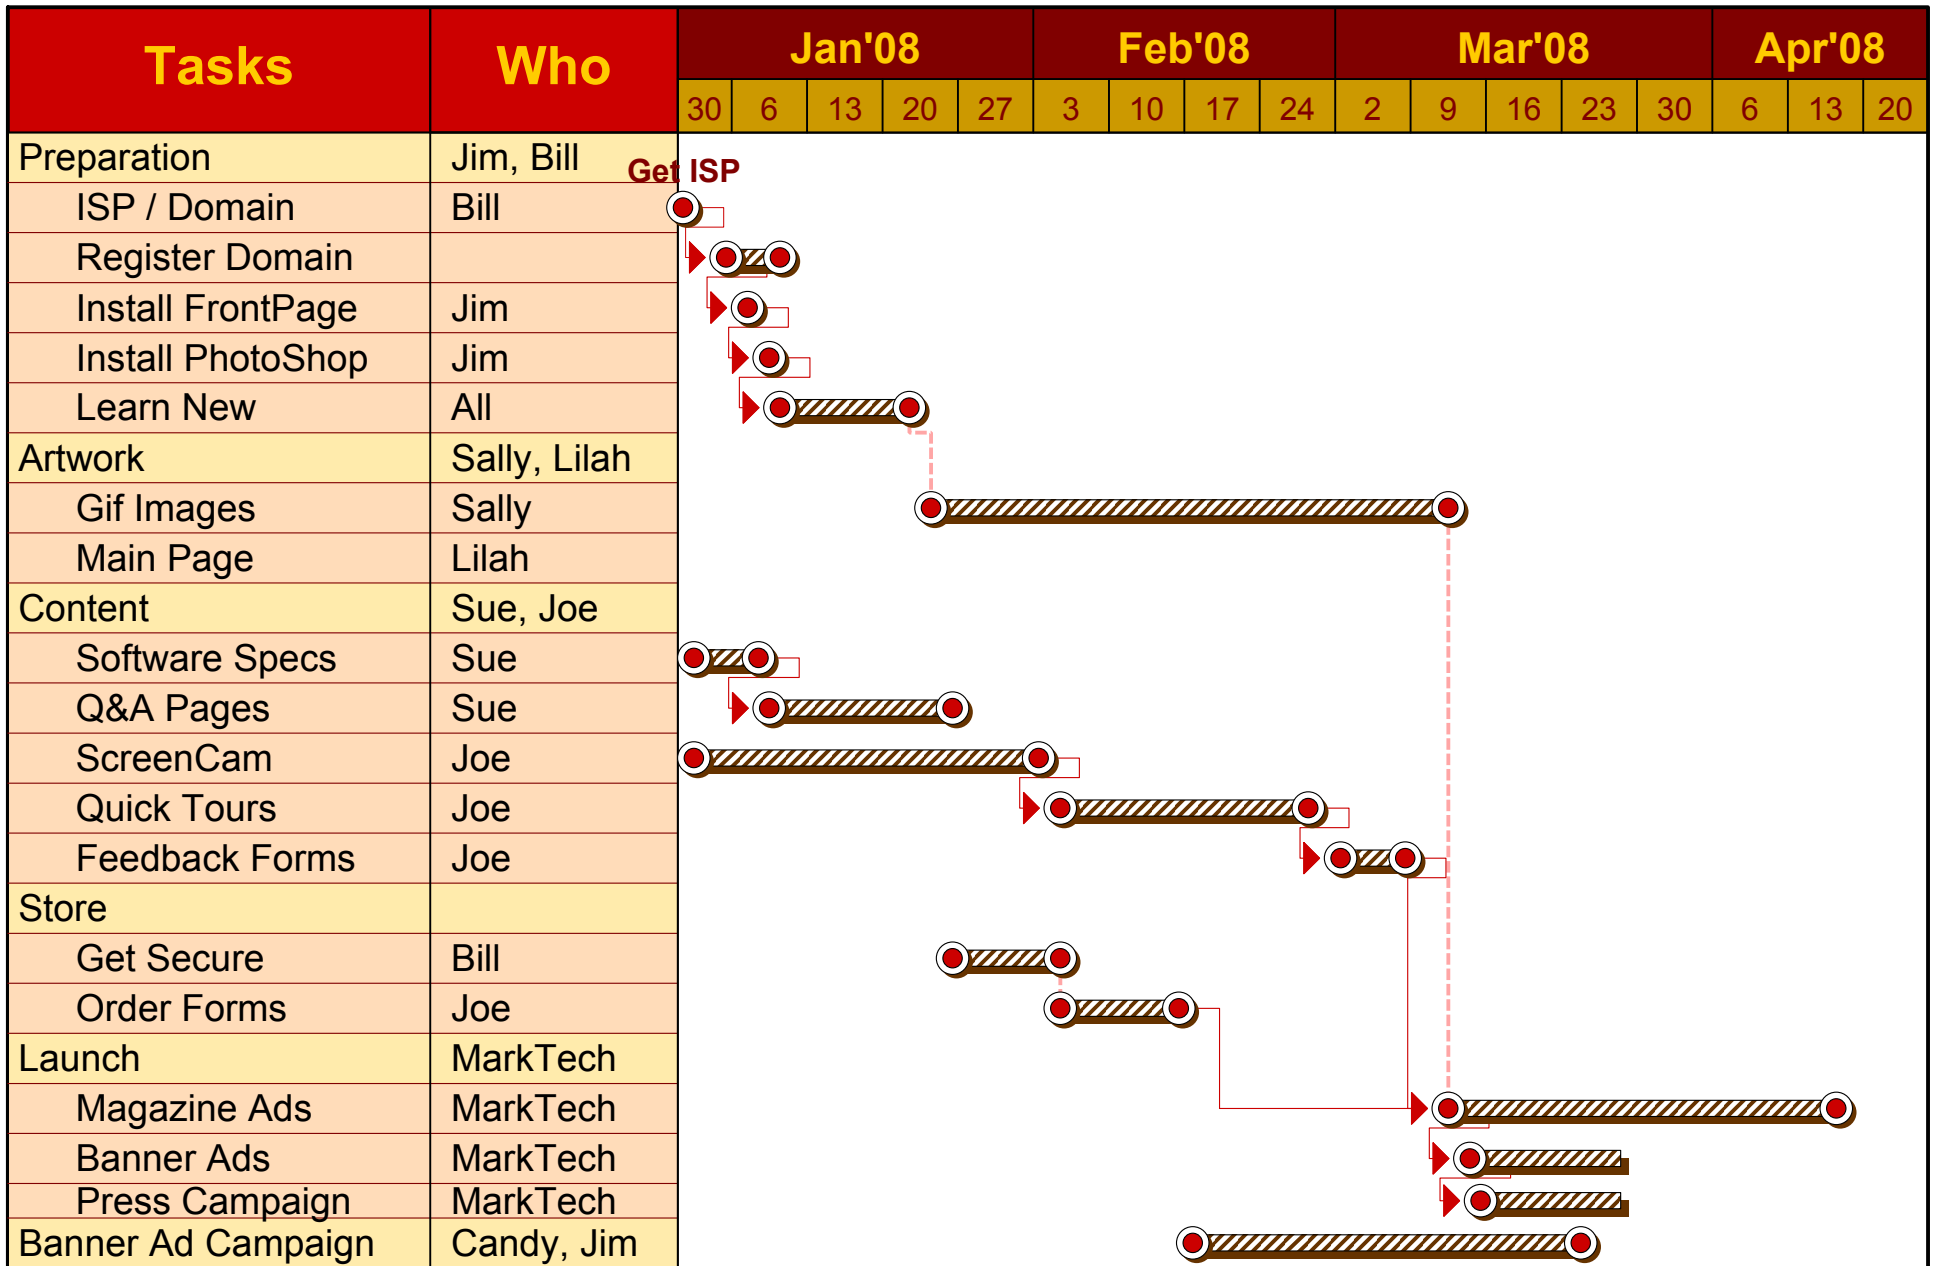 Tasks Who Jan'08 Feb'08 Mar'08 Apr'08
30 6 13 20 27 3 10 17 24 2 9 16 23 30 6 13 20
Preparation Jim, Bill Get ISP
ISP / Domain Bill
Register Domain
Install FrontPage Jim
Install PhotoShop Jim
Learn New All
Artwork Sally, Lilah
Gif Images Sally
Main Page Lilah
Content Sue, Joe
Software Specs Sue
Q&A Pages Sue
ScreenCam Joe
Quick Tours Joe
Feedback Forms Joe
Store
Get Secure Bill
Order Forms Joe
Launch MarkTech
Magazine Ads MarkTech
Banner Ads MarkTech
Press Campaign MarkTech
Banner Ad Campaign Candy, Jim